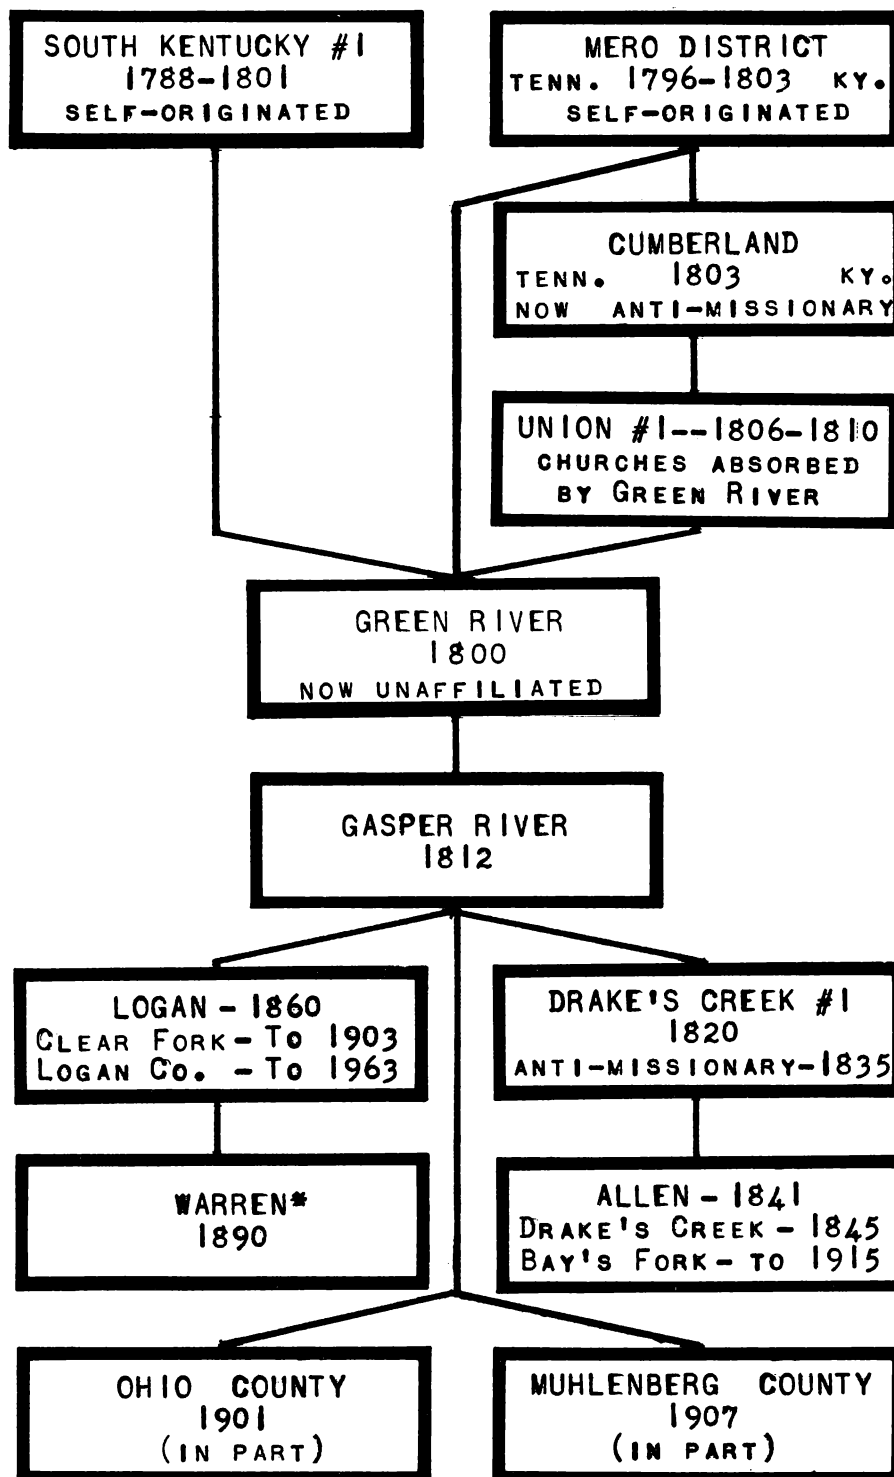 SOUTH KENTUCKY #1
1788-1801
SELF-ORIGINATED
MERO DISTRICT
TENN. 1796-1803 KY.
SELF-ORIGINATED
CUMBERLAND
TENN. 1803 KY.
NOW ANTI-MISSIONARY
UNION #1--1806-1810
CHURCHES ABSORBED
BY GREEN RIVER
GREEN RIVER
1800
NOW UNAFFILIATED
GASPER RIVER
1812
LOGAN - 1860
CLEAR FORK - TO 1903
LOGAN CO. - TO 1963
DRAKE'S CREEK #1
1820
ANTI-MISSIONARY-1835
WARREN*
1890
ALLEN - 1841
DRAKE'S CREEK - 1845
BAY'S FORK - TO 1915
OHIO COUNTY
1901
(IN PART)
MUHLENBERG COUNTY
1907
(IN PART)